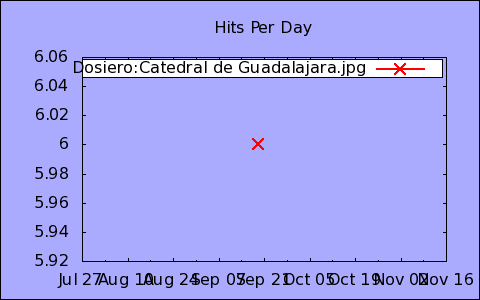 Hits Per Day
6.06
Dosiero:Catedral de Guadalajara.jpg
6.04
6.02
6
5.98
5.96
5.94
5.92
Jul 27 Aug 10 Aug 24 Sep 07 Sep 21 Oct 05 Oct 19 Nov 02 Nov 16